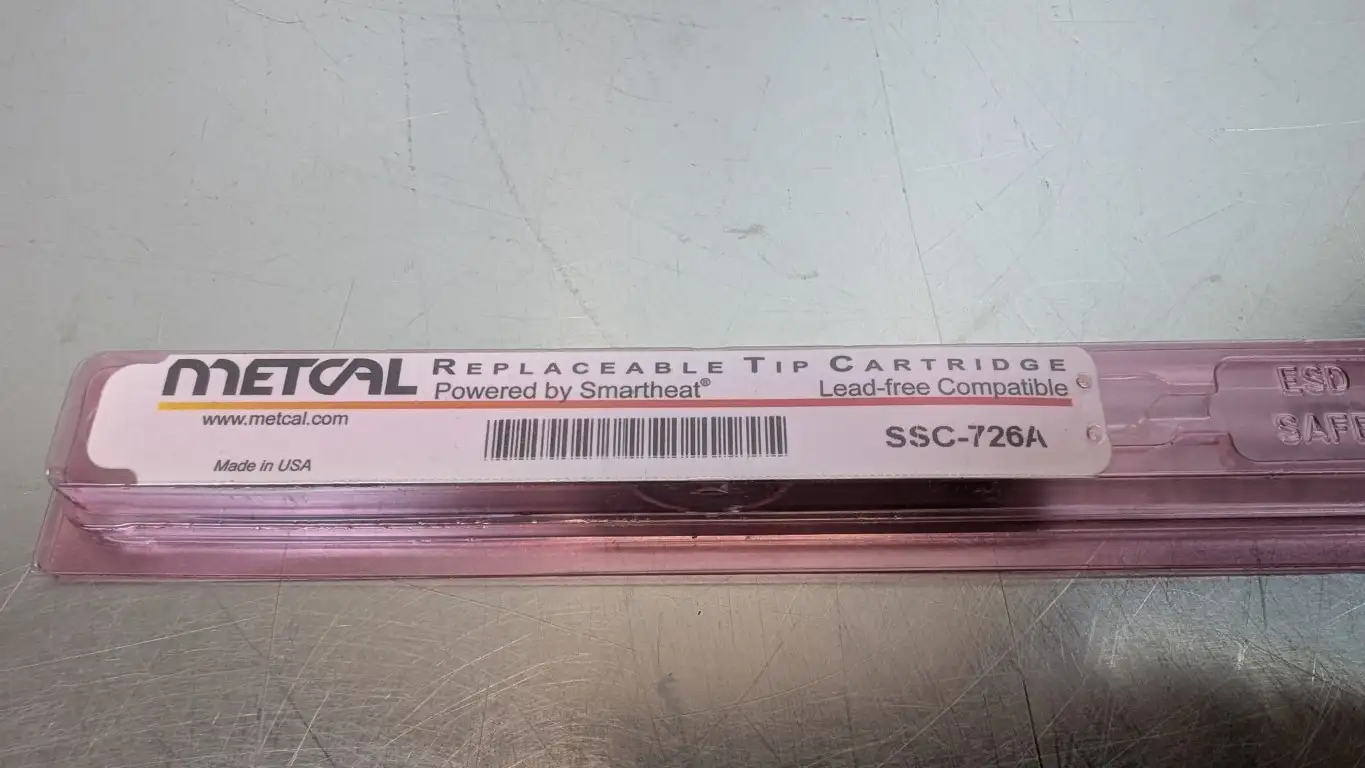 METCAL REPLACEABLE TIP CARTRIDGE
Powered by Smartheat® Lead-free Compatible
www.metcal.com
SSC-726A
Made in USA
ESD
SAFE